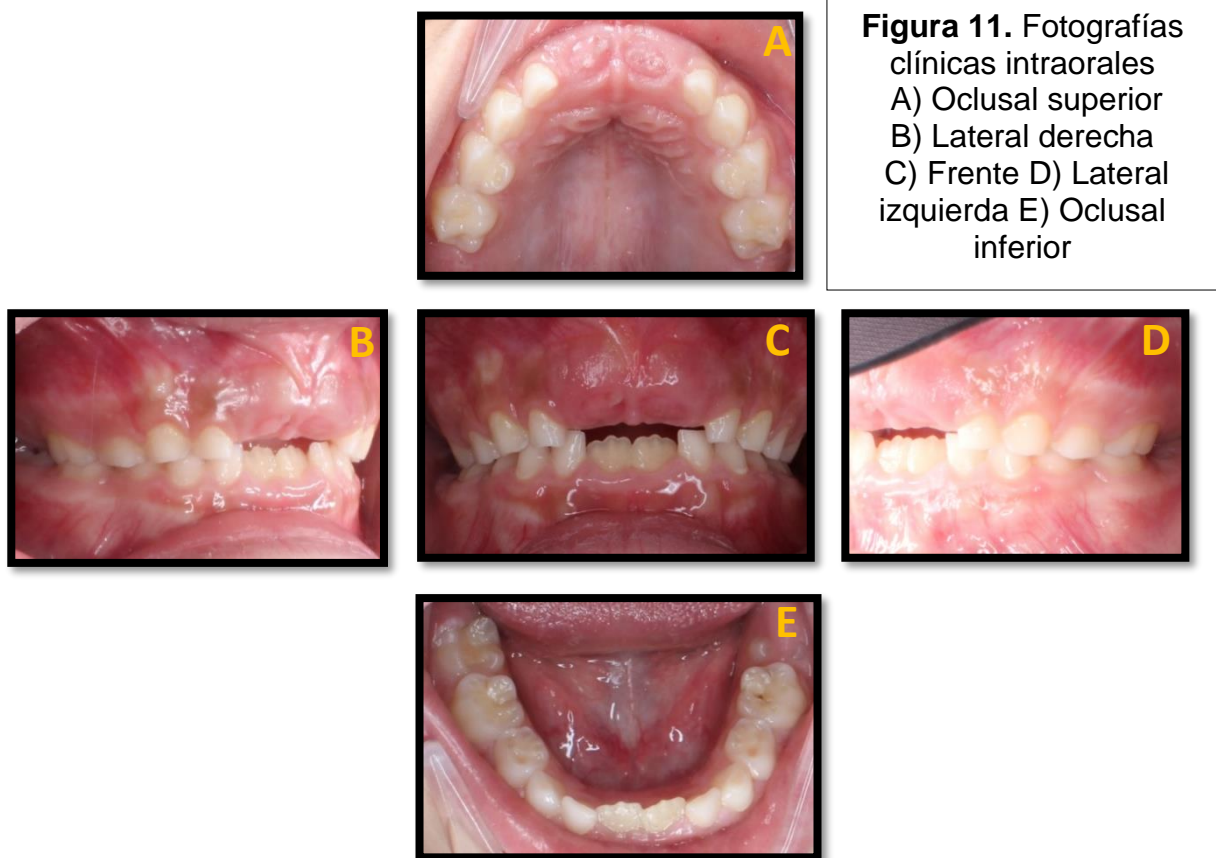 A
Figura 11. Fotografías
clínicas intraorales
A) Oclusal superior
B) Lateral derecha
C) Frente D) Lateral
izquierda E) Oclusal
inferior
B
C
D
E